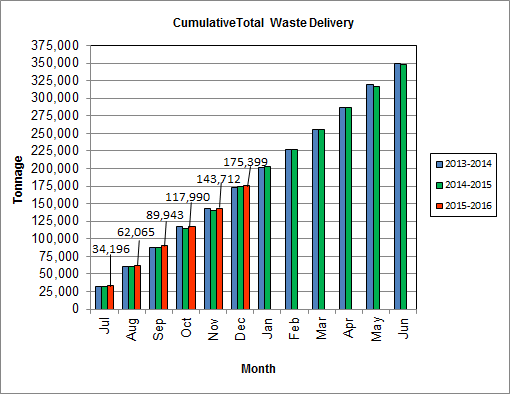 CumulativeTotal Waste Delivery
375,000
350,000
325,000
300,000
275,000
250,000
225,000
200,000
175,000
150,000
125,000
100,000
75,000
50,000
25,000
0
Tonnage
34,196
62,065
89,943
117,990
143,712
175,399
Jul
Aug
Sep
Oct
Nov
Dec
Jan
Feb
Mar
Apr
May
Jun
Month
2013-2014
2014-2015
2015-2016